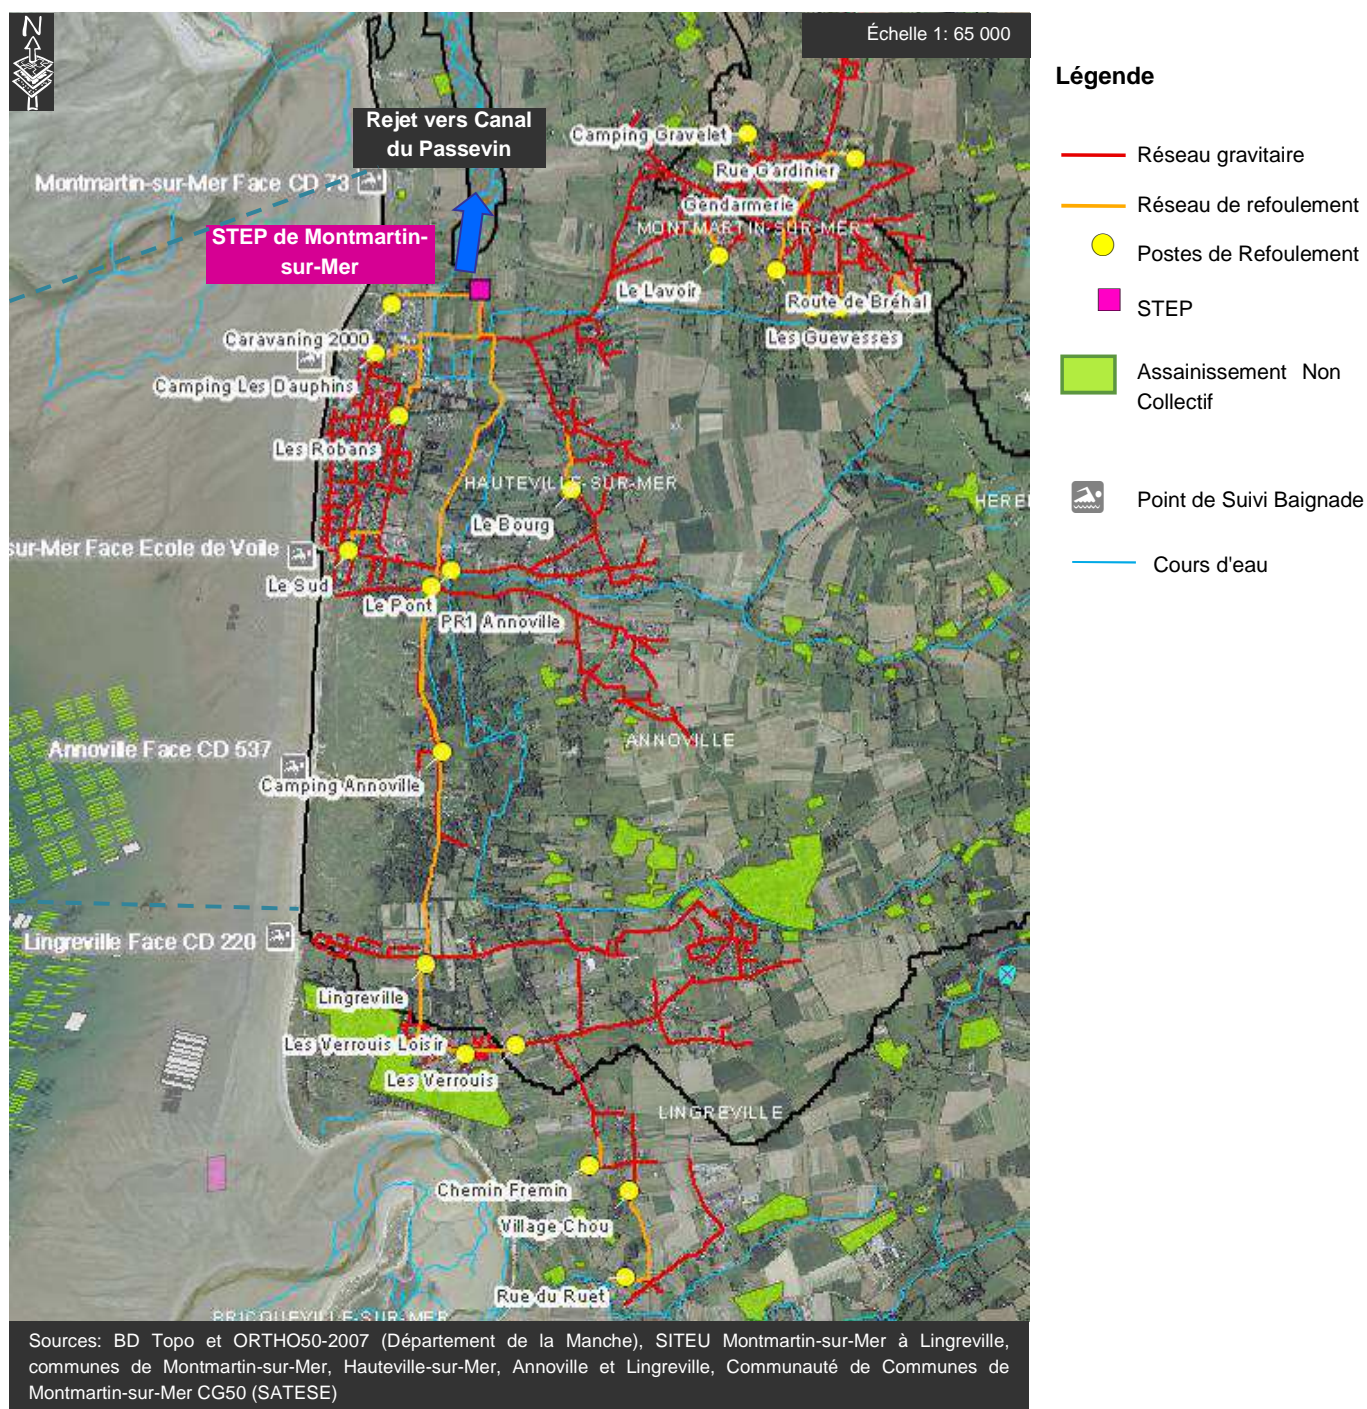 N
Échelle 1: 65 000
Légende
Rejet vers Canal
du Passevin
Camping Gravelet
Réseau gravitaire
Rue Gardinier
Montmartin-sur-Mer Face CD 73
Gendarmerie
Réseau de refoulement
MONTMARTIN-SUR-MER
STEP de Montmartin-
sur-Mer
Postes de Refoulement
Le Lavoir
Route de Bréhal
STEP
Caravaning 2000
Les Guevesses
Camping Les Dauphins
Assainissement Non
Collectif
Les Robans
HAUTEVILLE-SUR-MER
Point de Suivi Baignade
Le Bourg
sur-Mer Face Ecole de Voile
Cours d'eau
Le Sud
Le Pont
PR1 Annoville
Annoville Face CD 537
ANNOVILLE
Camping Annoville
Lingreville Face CD 220
Lingreville
Les Verrouis Loisir
Les Verrouis
LINGREVILLE
Chemin Fremin
Village Chou
Rue du Ruet
BRICQUEVILLE-SUR-MER
Sources: BD Topo et ORTHO50-2007 (Département de la Manche), SITEU Montmartin-sur-Mer à Lingreville,
communes de Montmartin-sur-Mer, Hauteville-sur-Mer, Annoville et Lingreville, Communauté de Communes de
Montmartin-sur-Mer CG50 (SATESE)